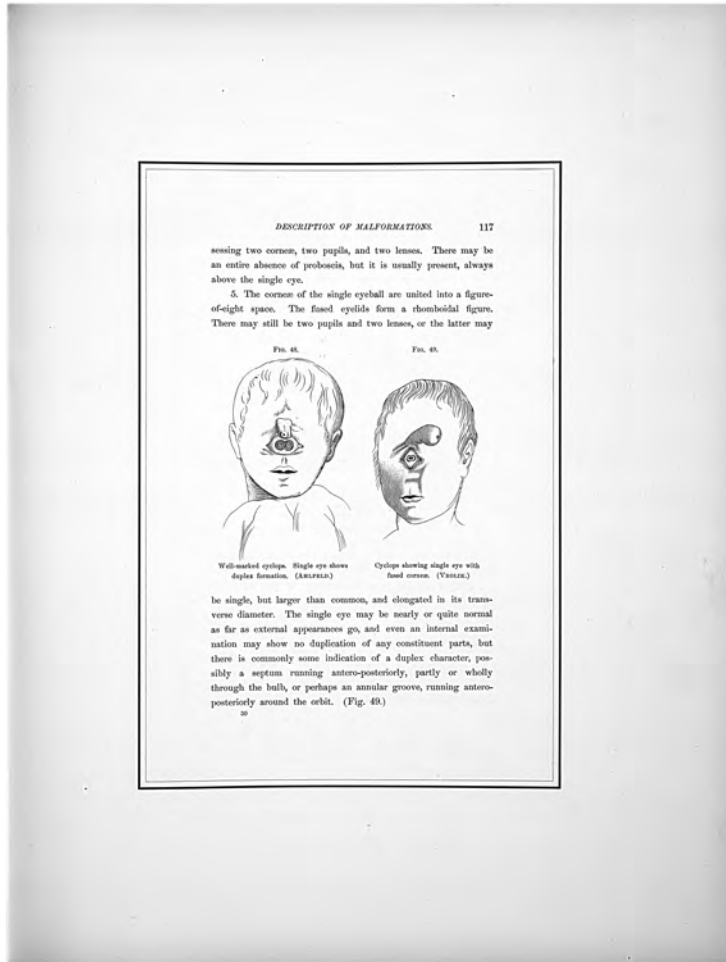 DESCRIPTION OF MALFORMATIONS. 117
sessing two corneæ, two pupils, and two lenses. There may be
an entire absence of proboscis, but it is usually present, always
above the single eye.
5. The corneæ of the single eyeball are united into a figure-
of-eight space. The fused eyelids form a rhomboidal figure.
There may still be two pupils and two lenses, or the latter may
FIG. 48.
FIG. 49.
Well-marked cyclops. Single eye shows
duplex formation. (AHLFELD.)
Cyclops showing single eye with
fused corneæ. (VROLIK.)
be single, but larger than common, and elongated in its trans-
verse diameter. The single eye may be nearly or quite normal
as far as external appearances go, and even an internal exami-
nation may show no duplication of any constituent parts, but
there is commonly some indication of a duplex character, pos-
sibly a septum running antero-posteriorly, partly or wholly
through the bulb, or perhaps an annular groove, running antero-
posteriorly around the orbit. (Fig. 49.)
30